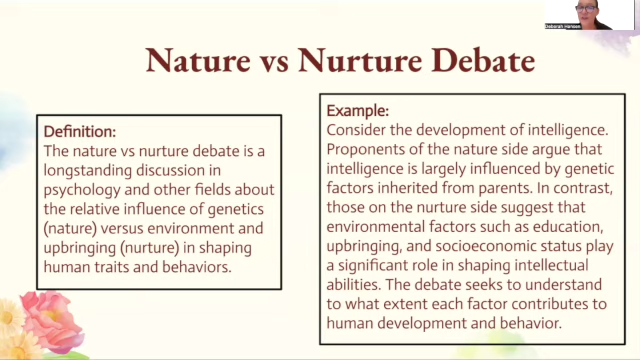 Deborah Hansen
Nature vs Nurture Debate
Definition:
The nature vs nurture debate is a
longstanding discussion in
psychology and other fields about
the relative influence of genetics
(nature) versus environment and
upbringing (nurture) in shaping
human traits and behaviors.
Example:
Consider the development of intelligence.
Proponents of the nature side argue that
intelligence is largely influenced by genetic
factors inherited from parents. In contrast,
those on the nurture side suggest that
environmental factors such as education,
upbringing, and socioeconomic status play
a significant role in shaping intellectual
abilities. The debate seeks to understand
to what extent each factor contributes to
human development and behavior.